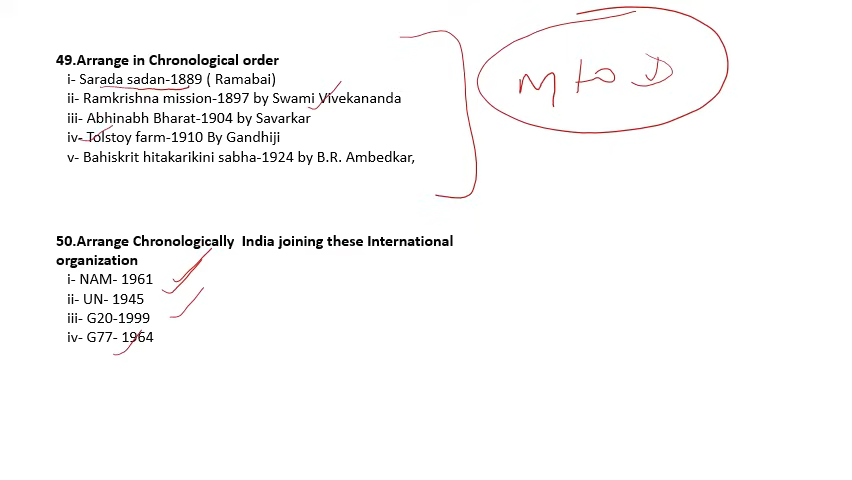 49.Arrange in Chronological order
i- Sarada sadan-1889 ( Ramabai)
ii- Ramkrishna mission-1897 by Swami Vivekananda
iii- Abhinabh Bharat-1904 by Savarkar
iv- Tolstoy farm-1910 By Gandhiji
v- Bahiskrit hitakarikini sabha-1924 by B.R. Ambedkar,
M to D
50.Arrange Chronologically India joining these International
organization
i- NAM- 1961
ii- UN- 1945
iii- G20-1999
iv- G77- 1964